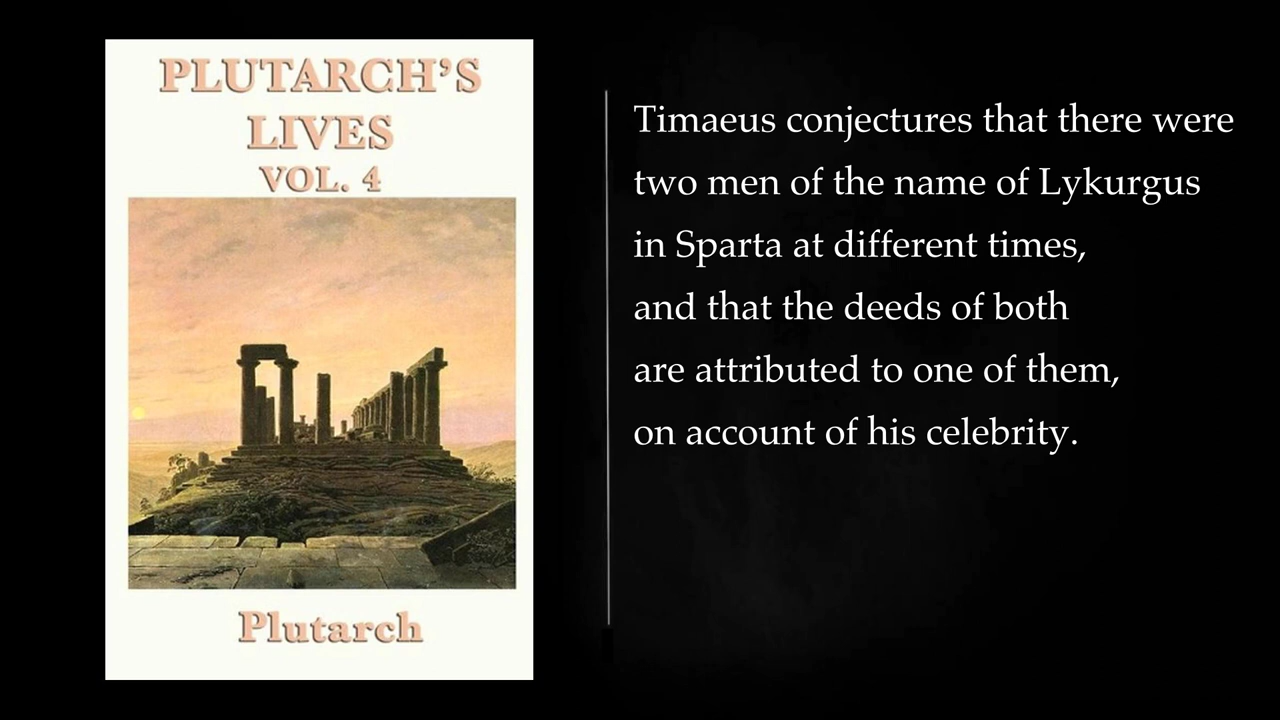 PLUTARCH'S
LIVES
VOL. 4
Plutarch
Timaeus conjectures that there were
two men of the name of Lykurgus
in Sparta at different times,
and that the deeds of both
are attributed to one of them,
on account of his celebrity.